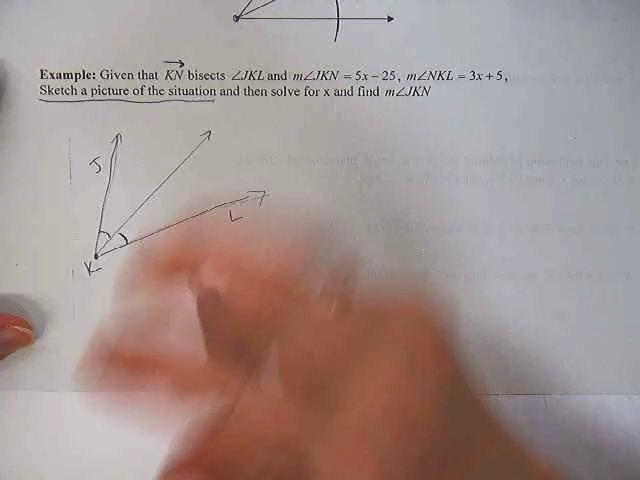 Example: Given that KN bisects ∠JKL and m∠JKN = 5x − 25, m∠NKL = 3x + 5,
Sketch a picture of the situation and then solve for x and find m∠JKN
J
L
K